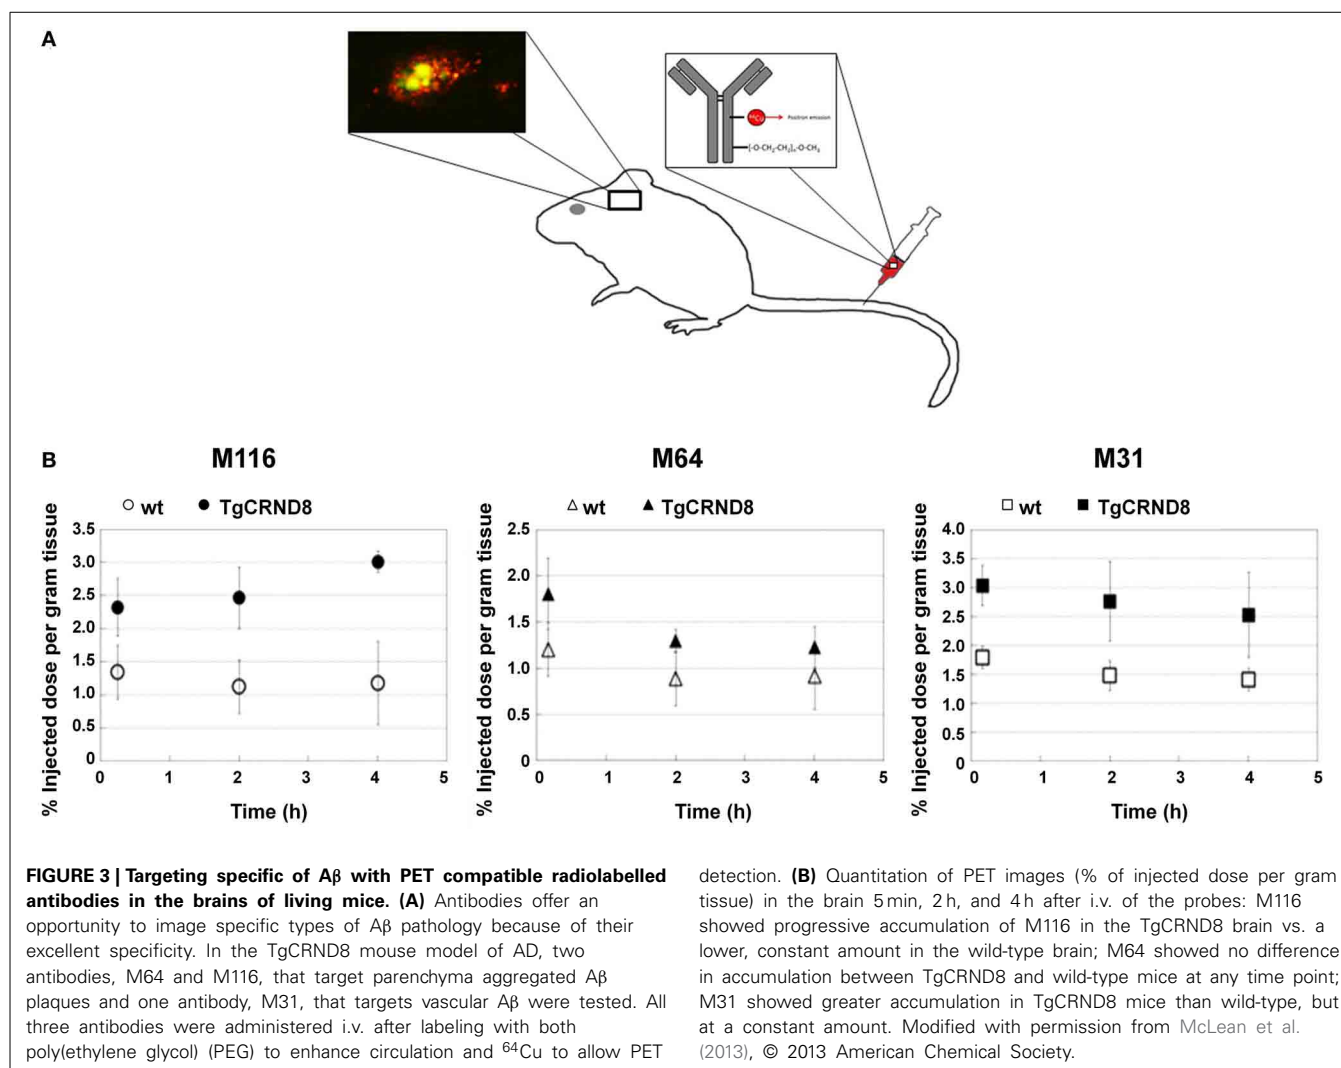 A
⁶⁴Cu
Positron emission
[-O-CH₂-CH₂]ₙ-O-CH₃
B
M116
wt TgCRND8
% Injected dose per gram tissue
3.5
3.0
2.5
2.0
1.5
1.0
0.5
0
0 1 2 3 4 5
Time (h)
M64
wt TgCRND8
% Injected dose per gram tissue
2.5
2.0
1.5
1.0
0.5
0
0 1 2 3 4 5
Time (h)
M31
wt TgCRND8
% Injected dose per gram tissue
4.0
3.5
3.0
2.5
2.0
1.5
1.0
0.5
0
0 1 2 3 4 5
Time (h)
FIGURE 3 | Targeting specific of Aβ with PET compatible radiolabelled
antibodies in the brains of living mice. (A) Antibodies offer an
opportunity to image specific types of Aβ pathology because of their
excellent specificity. In the TgCRND8 mouse model of AD, two
antibodies, M64 and M116, that target parenchyma aggregated Aβ
plaques and one antibody, M31, that targets vascular Aβ were tested. All
three antibodies were administered i.v. after labeling with both
poly(ethylene glycol) (PEG) to enhance circulation and ⁶⁴Cu to allow PET
detection. (B) Quantitation of PET images (% of injected dose per gram
tissue) in the brain 5 min, 2 h, and 4 h after i.v. of the probes: M116
showed progressive accumulation of M116 in the TgCRND8 brain vs. a
lower, constant amount in the wild-type brain; M64 showed no difference
in accumulation between TgCRND8 and wild-type mice at any time point;
M31 showed greater accumulation in TgCRND8 mice than wild-type, but
at a constant amount. Modified with permission from McLean et al.
(2013), © 2013 American Chemical Society.